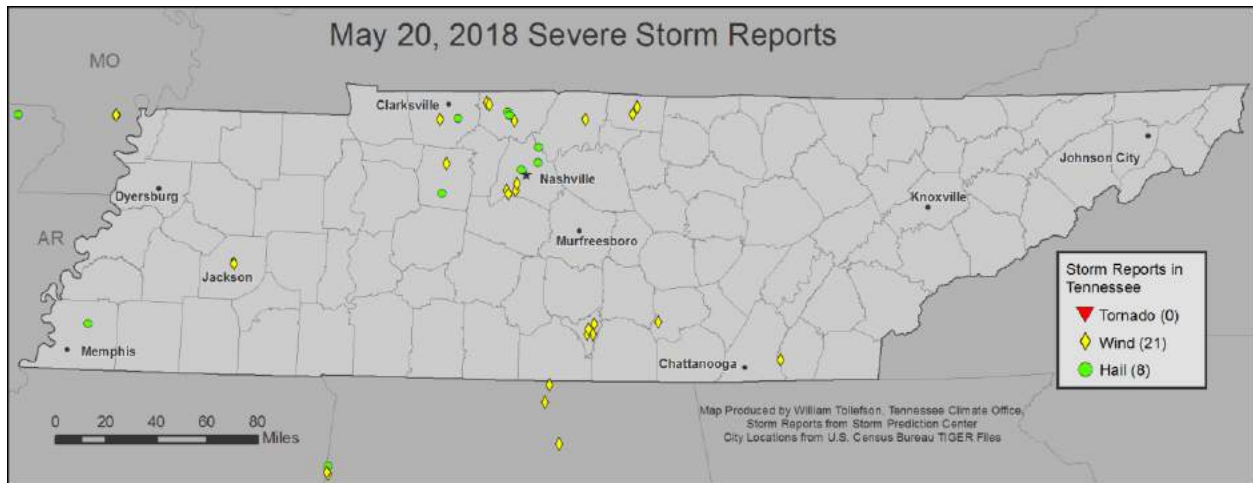 May 20, 2018 Severe Storm Reports
MO
Clarksville
Johnson City
Nashville
Dyersburg
Knoxville
AR
Murfreesboro
Jackson
Storm Reports in
Tennessee
Tornado (0)
Wind (21)
Hail (8)
Memphis
Chattanooga
0 20 40 60 80
Miles
Map Produced by William Tollefson, Tennessee Climate Office,
Storm Reports from Storm Prediction Center
City Locations from U.S. Census Bureau TIGER Files